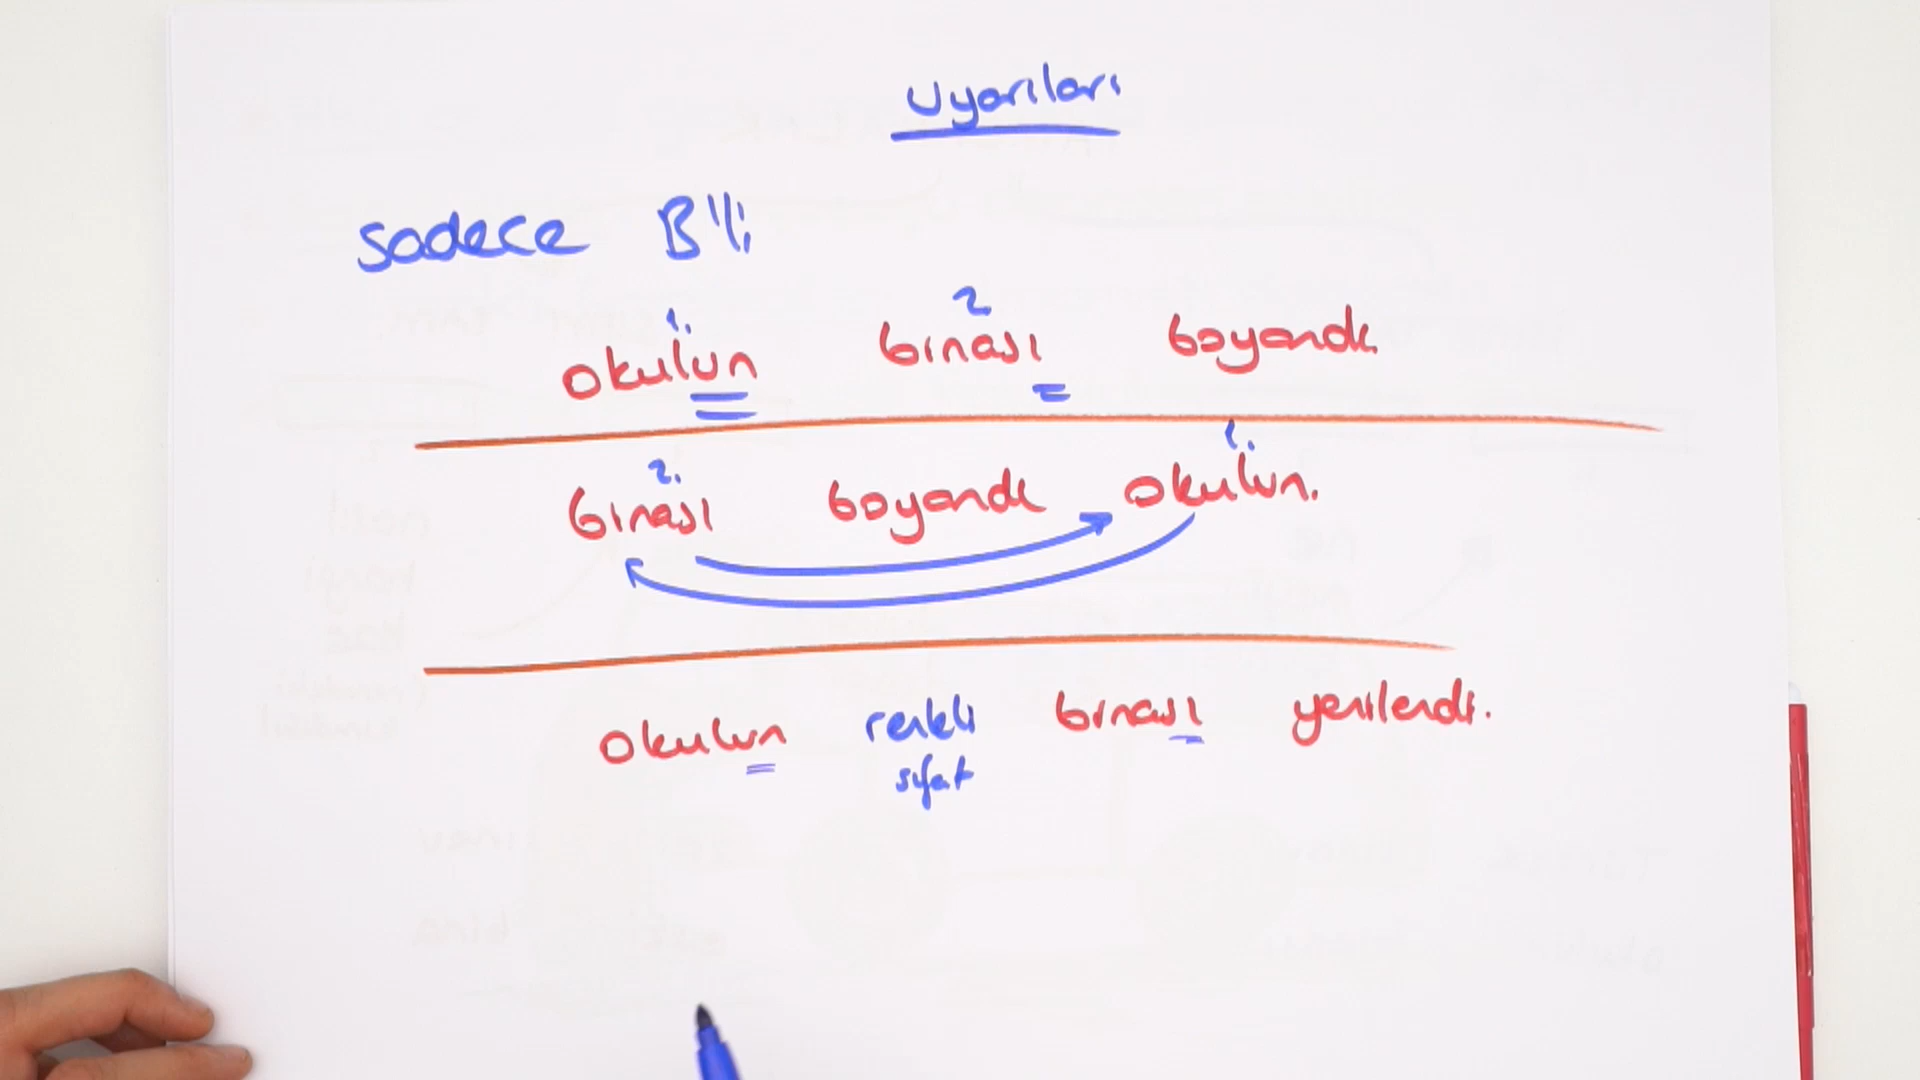 Uyarıları
Sadece B'li
1. 2.
Okulun binası boyandı.
2. 1.
binası boyandı okulun.
Okulun renkli binası yenilendi.
sıfat